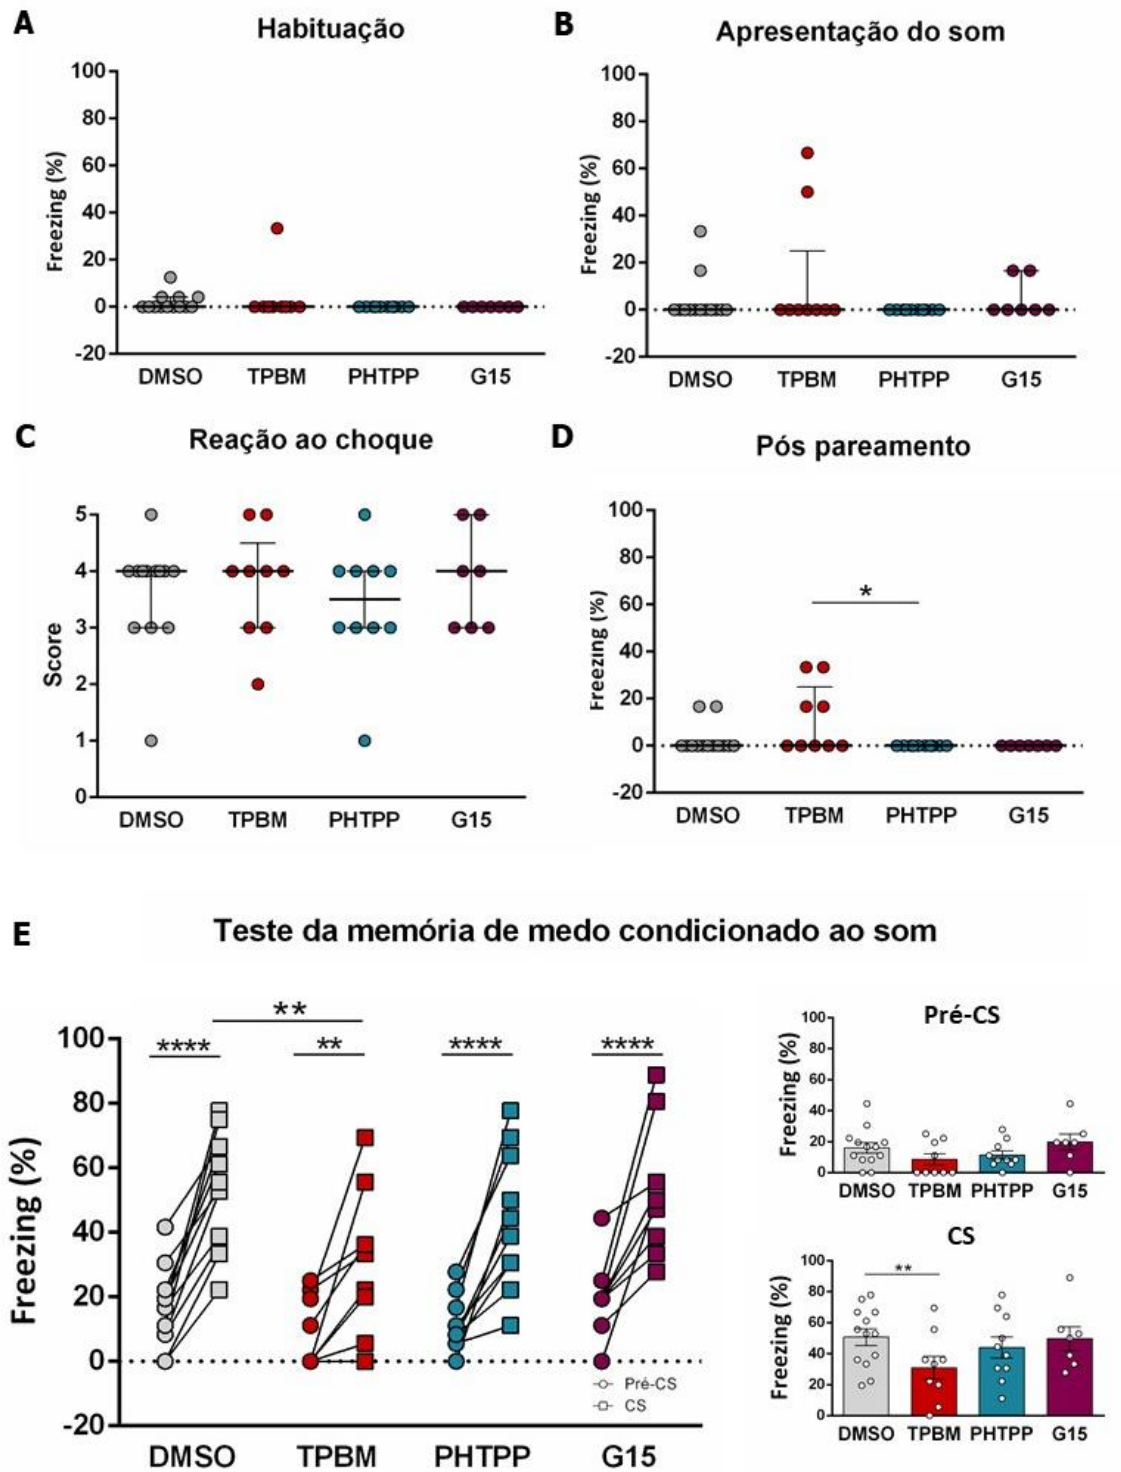 A
Habituação
100
80
60
40
20
0
-20
Freezing (%)
DMSO TPBM PHTPP G15
B
Apresentação do som
100
80
60
40
20
0
-20
Freezing (%)
DMSO TPBM PHTPP G15
C
Reação ao choque
5
4
3
2
1
0
Score
DMSO TPBM PHTPP G15
D
Pós pareamento
100
80
60
40
20
0
-20
Freezing (%)
*
DMSO TPBM PHTPP G15
E
Teste da memória de medo condicionado ao som
**
**** ** **** ****
100
80
60
40
20
0
-20
Freezing (%)
Pré-CS
CS
DMSO TPBM PHTPP G15
Pré-CS
100
80
60
40
20
0
Freezing (%)
DMSO TPBM PHTPP G15
CS
**
100
80
60
40
20
0
Freezing (%)
DMSO TPBM PHTPP G15